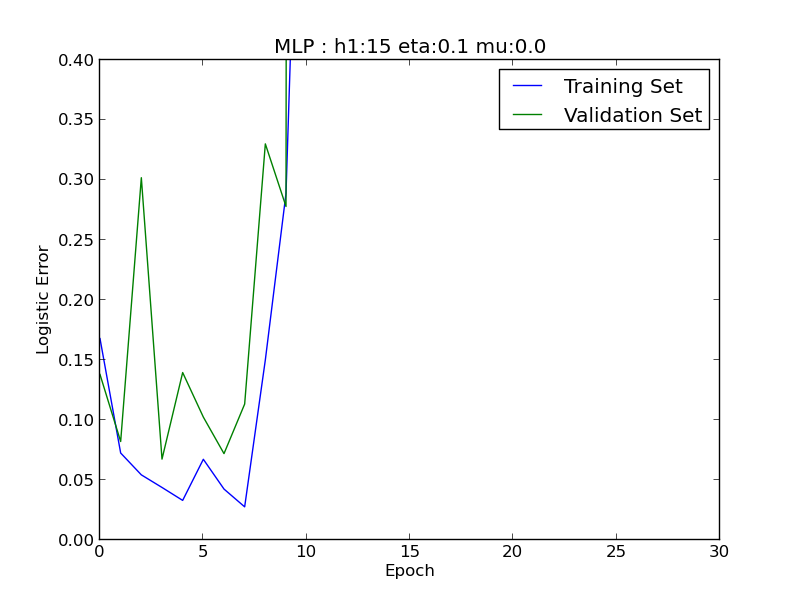 MLP : h1:15 eta:0.1 mu:0.0
0.40
0.35
0.30
0.25
0.20
0.15
0.10
0.05
0.00
Logistic Error
Training Set
Validation Set
0 5 10 15 20 25 30
Epoch